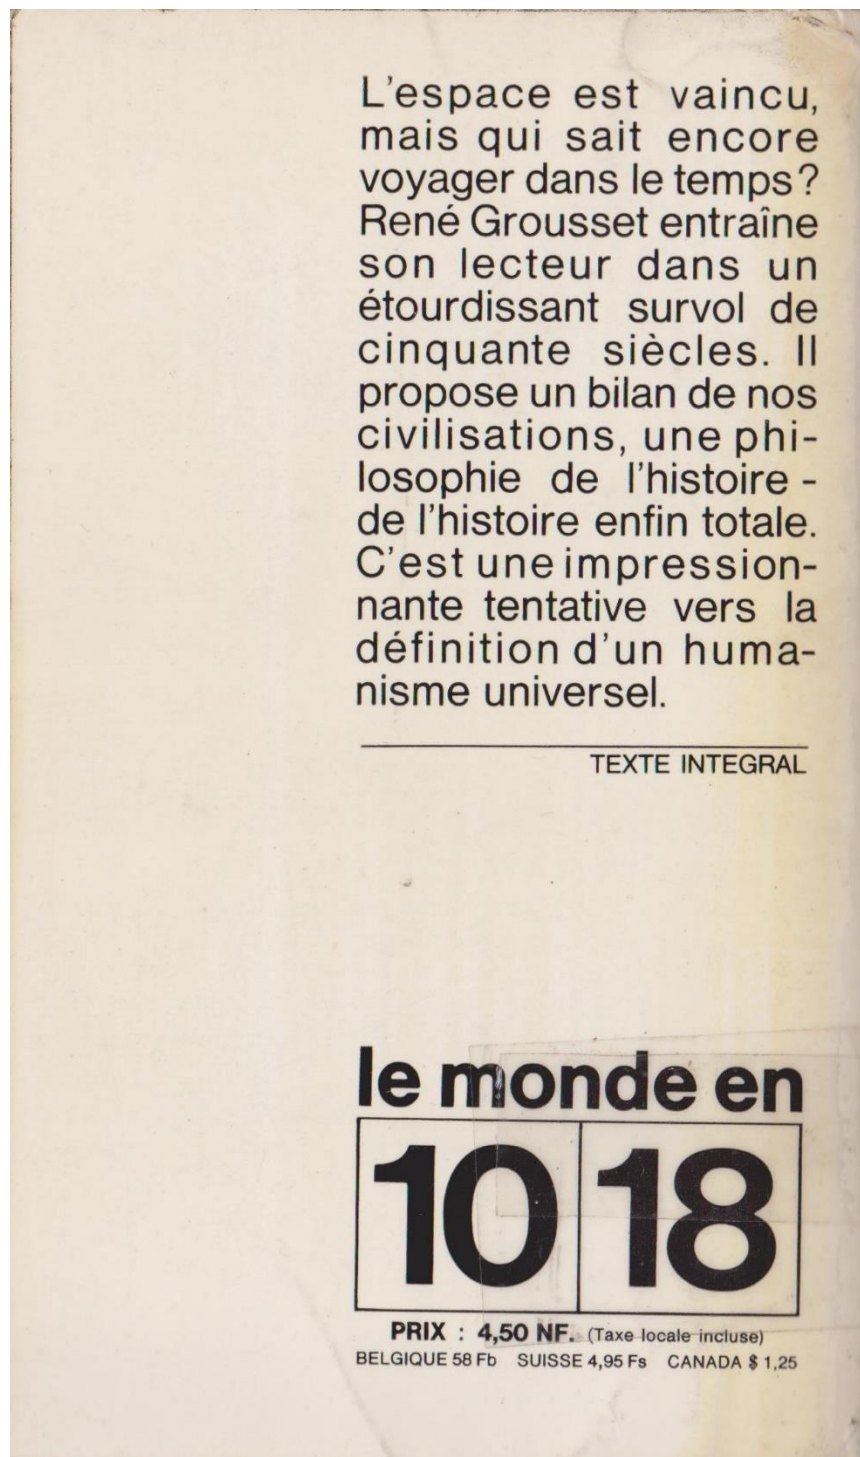 L'espace est vaincu,
mais qui sait encore
voyager dans le temps?
René Grousset entraîne
son lecteur dans un
étourdissant survol de
cinquante siècles. Il
propose un bilan de nos
civilisations, une phi-
losophie de l'histoire -
de l'histoire enfin totale.
C'est une impression-
nante tentative vers la
définition d'un huma-
nisme universel.
TEXTE INTEGRAL
le monde en
10 18
PRIX : 4,50 NF. (Taxe locale incluse)
BELGIQUE 58 Fb SUISSE 4,95 Fs CANADA $ 1,25